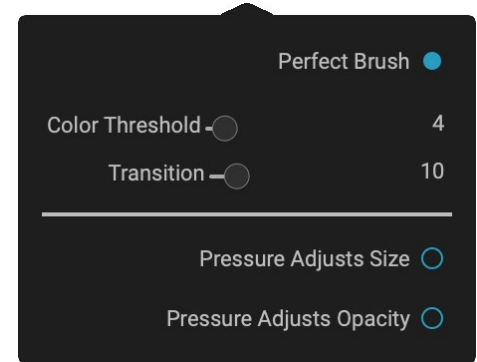 Perfect Brush
Color Threshold 4
Transition 10
Pressure Adjusts Size
Pressure Adjusts Opacity